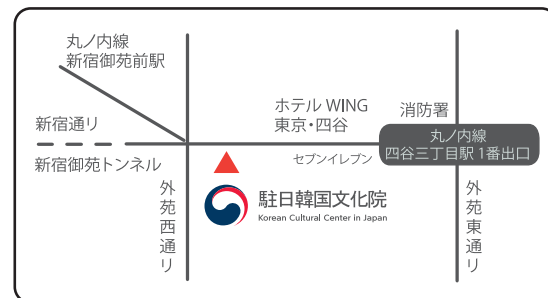 丸ノ内線
新宿御苑前駅
ホテル WING
東京・四谷
消防署
新宿通り
丸ノ内線
四谷三丁目駅 1番出口
新宿御苑トンネル
セブンイレブン
外苑西通り
駐日韓国文化院
Korean Cultural Center in Japan
外苑東通り